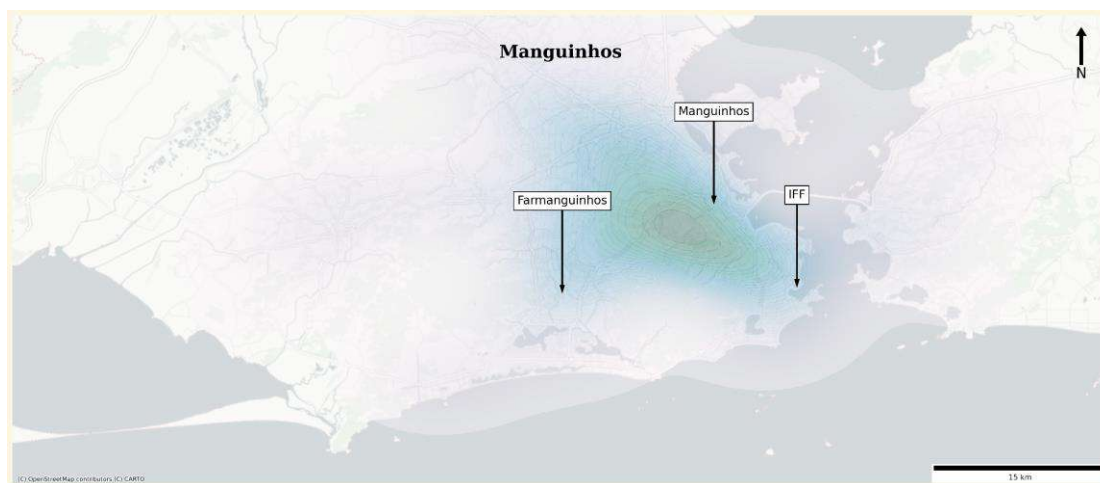 Manguinhos
N
Manguinhos
Farmanguinhos
IFF
(C) OpenStreetMap contributors (C) CARTO
15 km